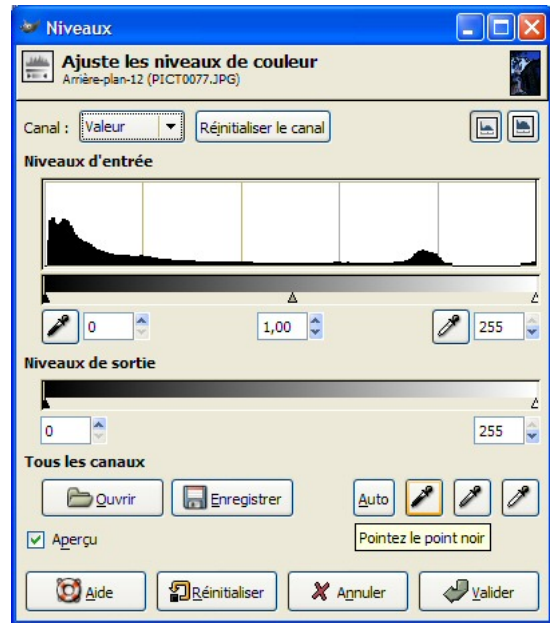 Niveaux
Ajuste les niveaux de couleur
Arrière-plan-12 (PICT0077.JPG)
Canal : Valeur Réinitialiser le canal
Niveaux d'entrée
0 1,00 255
Niveaux de sortie
0 255
Tous les canaux
Ouvrir Enregistrer Auto
Aperçu Pointez le point noir
Aide Réinitialiser Annuler Valider